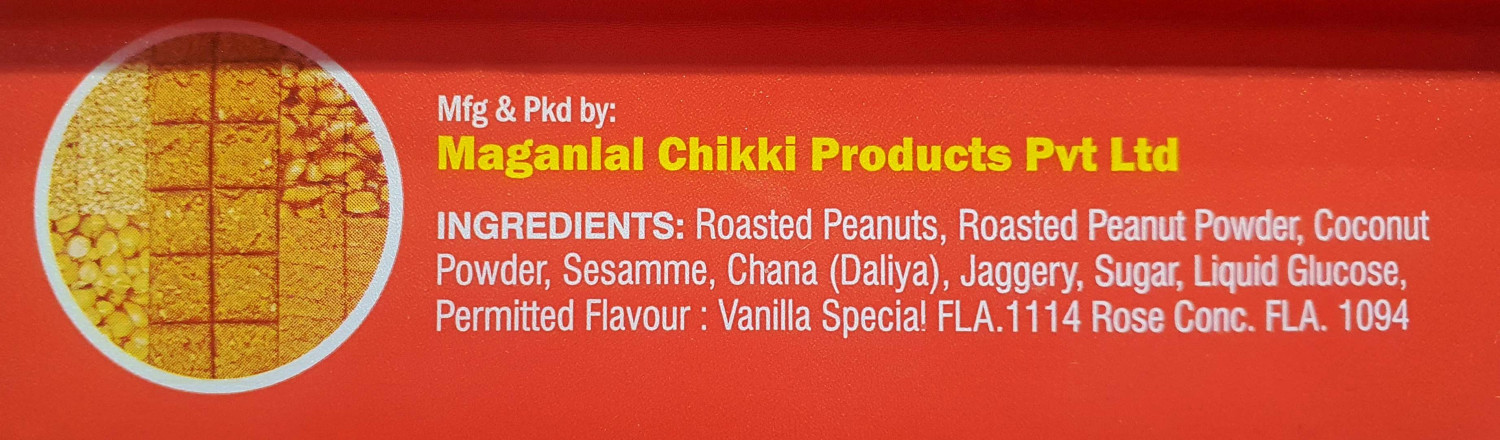 Mfg & Pkd by:
Maganlal Chikki Products Pvt Ltd
INGREDIENTS: Roasted Peanuts, Roasted Peanut Powder, Coconut
Powder, Sesamme, Chana (Daliya), Jaggery, Sugar, Liquid Glucose,
Permitted Flavour : Vanilla Special FLA.1114 Rose Conc. FLA. 1094